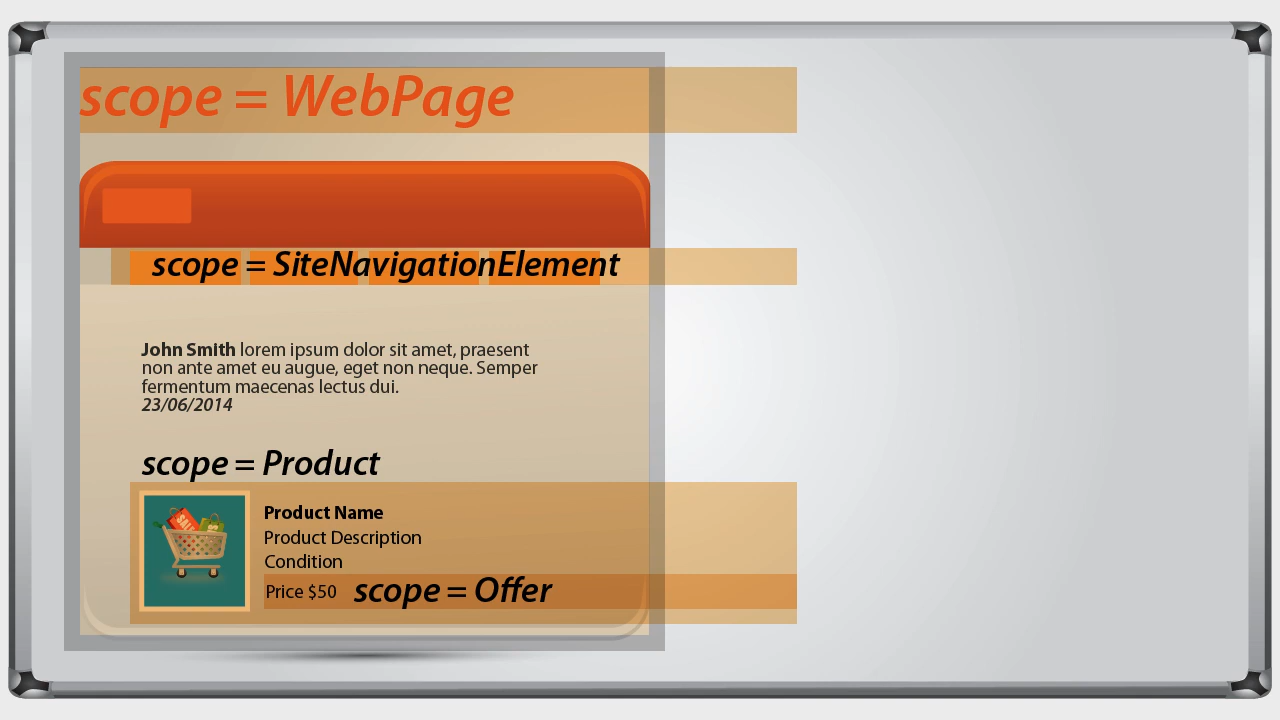 scope = WebPage
scope = SiteNavigationElement
John Smith lorem ipsum dolor sit amet, praesent
non ante amet eu augue, eget non neque. Semper
fermentum maecenas lectus dui.
23/06/2014
scope = Product
SALE
Product Name
Product Description
Condition
Price $50 scope = Offer